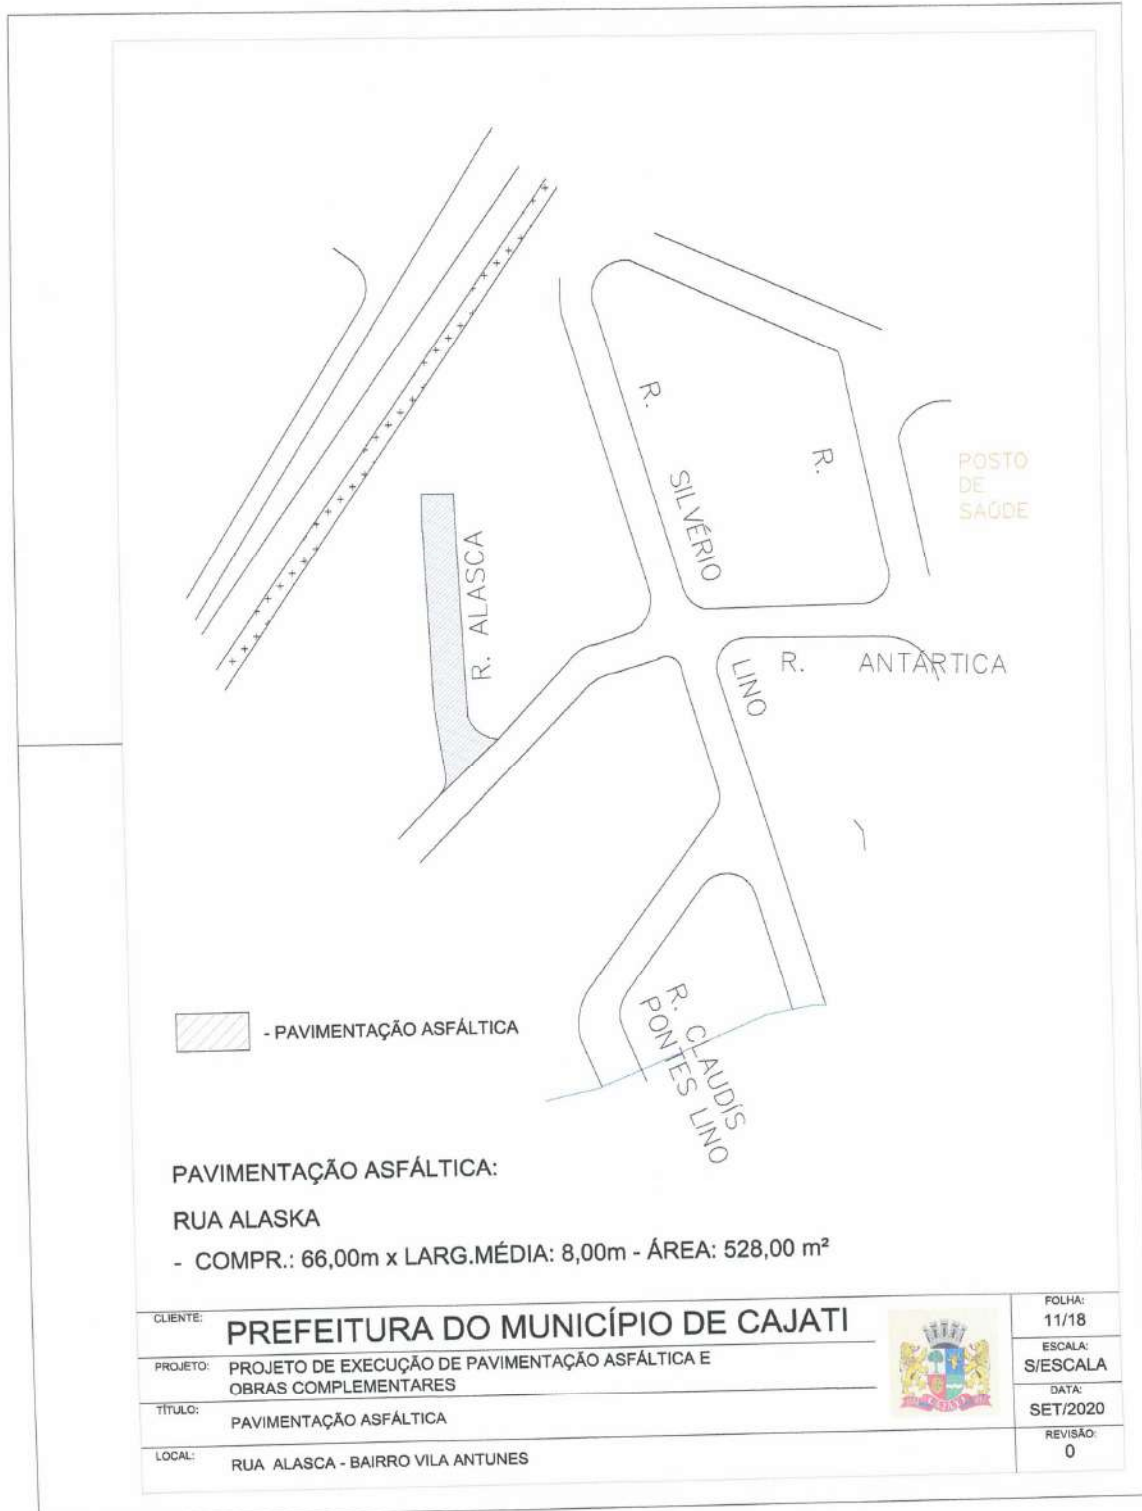 R.
SILVÉRIO
LINO
R.
POSTO
DE
SAÚDE
R. ALASCA
R. ANTÁRTICA
R. CLAUDÍS
PONTES LINO
- PAVIMENTAÇÃO ASFÁLTICA
PAVIMENTAÇÃO ASFÁLTICA:
RUA ALASKA
- COMPR.: 66,00m x LARG.MÉDIA: 8,00m - ÁREA: 528,00 m²
CLIENTE: PREFEITURA DO MUNICÍPIO DE CAJATI
PROJETO: PROJETO DE EXECUÇÃO DE PAVIMENTAÇÃO ASFÁLTICA E
OBRAS COMPLEMENTARES
TÍTULO: PAVIMENTAÇÃO ASFÁLTICA
LOCAL: RUA ALASCA - BAIRRO VILA ANTUNES
CAJATI
FOLHA:
11/18
ESCALA:
S/ESCALA
DATA:
SET/2020
REVISÃO:
0